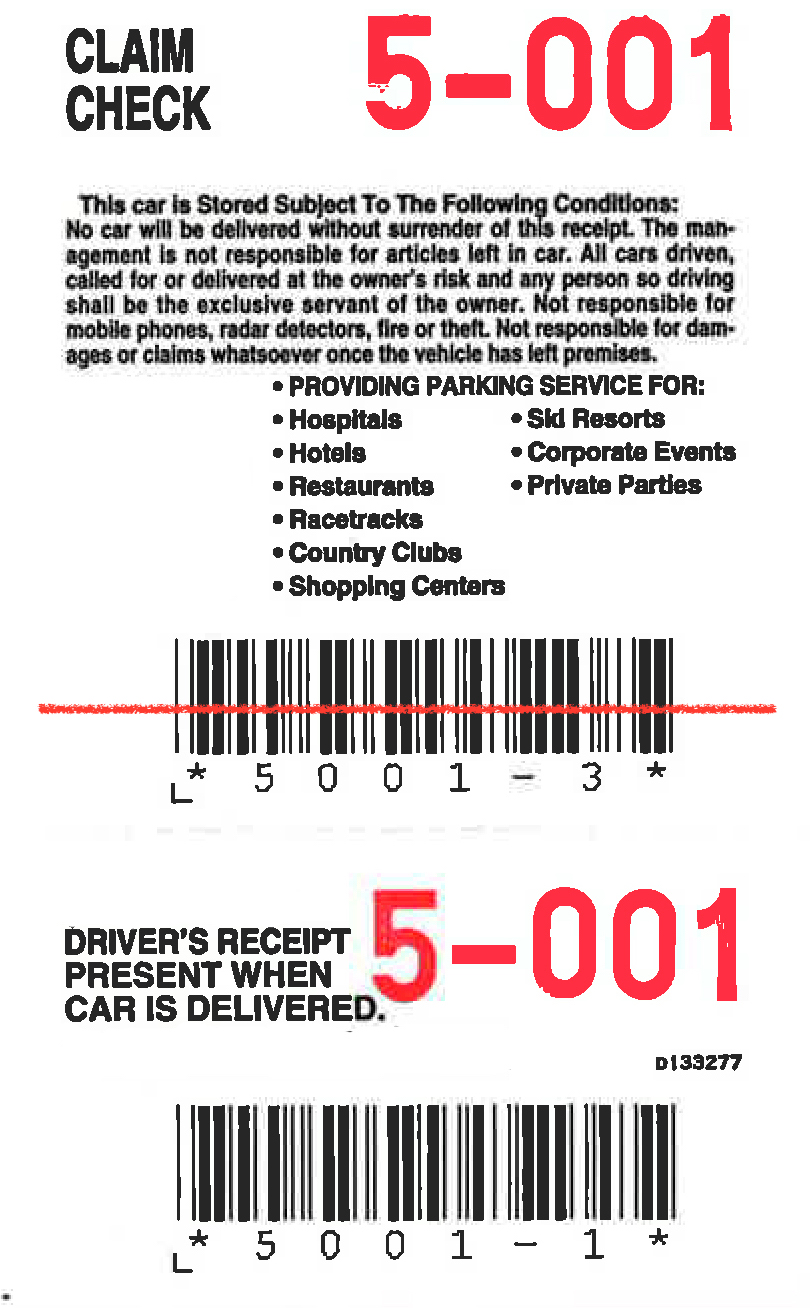 CLAIM
CHECK
5-001
This car is Stored Subject To The Following Conditions:
No car will be delivered without surrender of this receipt. The man-
agement is not responsible for articles left in car. All cars driven,
called for or delivered at the owner's risk and any person so driving
shall be the exclusive servant of the owner. Not responsible for
mobile phones, radar detectors, fire or theft. Not responsible for dam-
ages or claims whatsoever once the vehicle has left premises.
• PROVIDING PARKING SERVICE FOR:
• Hospitals • Ski Resorts
• Hotels • Corporate Events
• Restaurants • Private Parties
• Racetracks
• Country Clubs
• Shopping Centers
*5001-3*
DRIVER'S RECEIPT
PRESENT WHEN
CAR IS DELIVERED.
5-001
D133277
*5001-1*